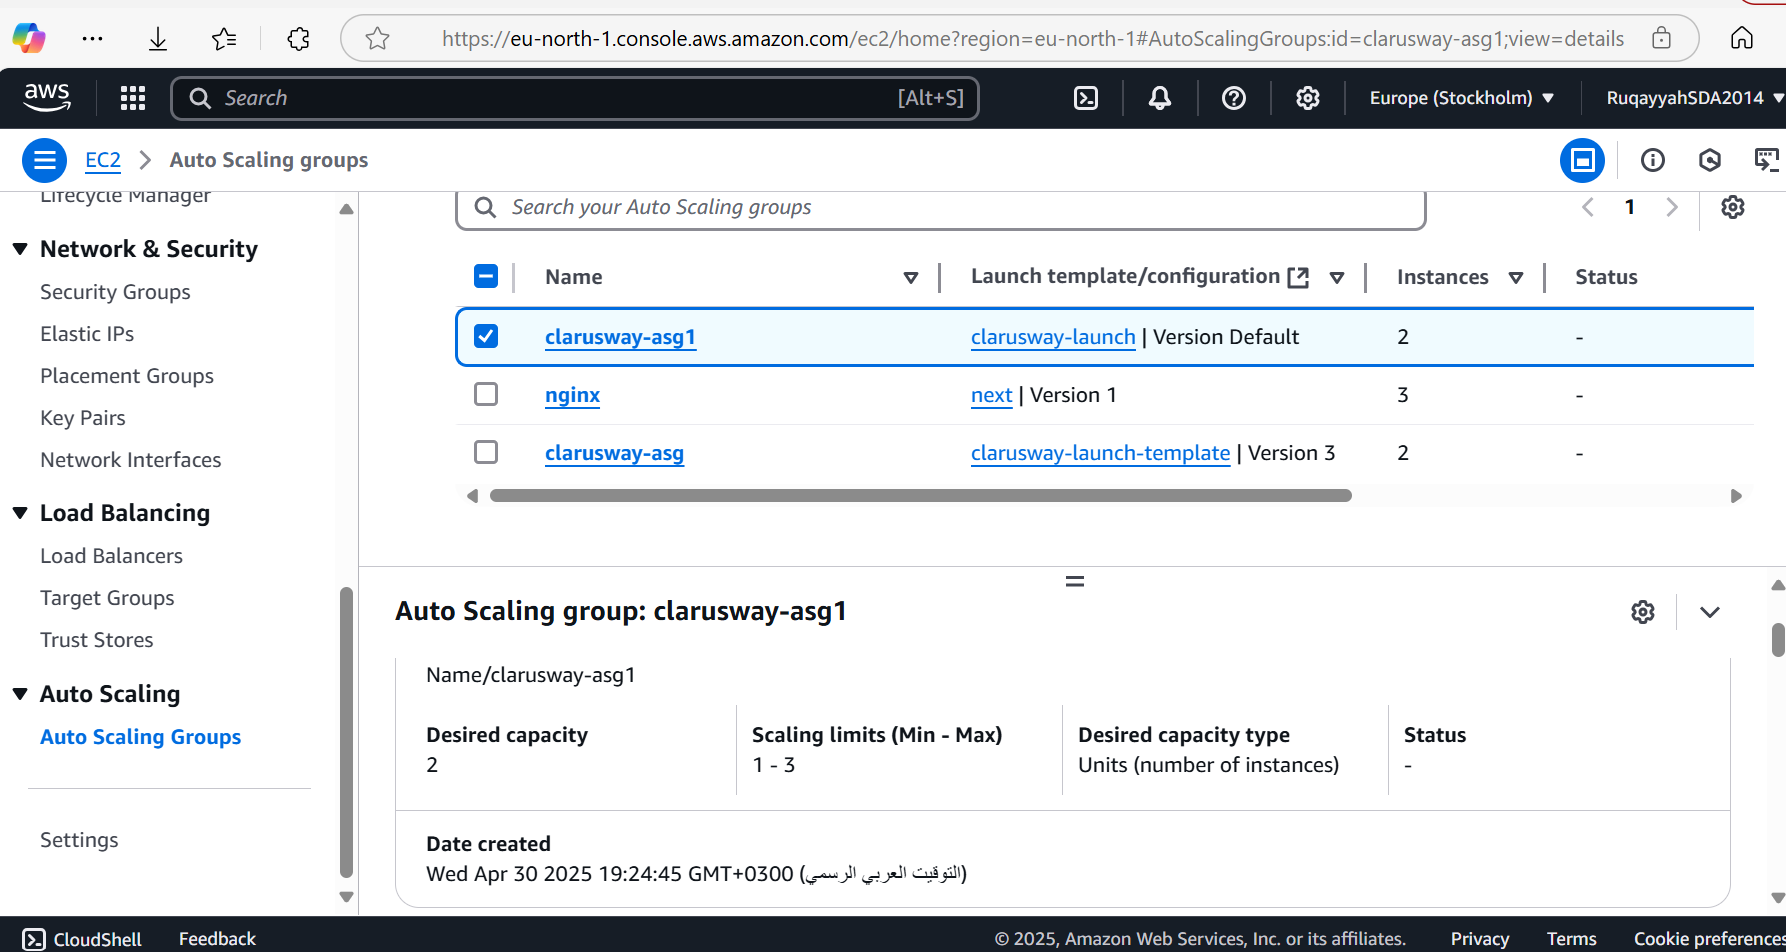 https://eu-north-1.console.aws.amazon.com/ec2/home?region=eu-north-1#AutoScalingGroups:id=clarusway-asg1;view=details
aws
Search [Alt+S]
Europe (Stockholm)
RuqayyahSDA2014
EC2
Auto Scaling groups
Lifecycle Manager
Network & Security
Security Groups
Elastic IPs
Placement Groups
Key Pairs
Network Interfaces
Load Balancing
Load Balancers
Target Groups
Trust Stores
Auto Scaling
Auto Scaling Groups
Settings
Search your Auto Scaling groups
1
Name Launch template/configuration Instances Status
clarusway-asg1 clarusway-launch | Version Default 2 -
nginx next | Version 1 3 -
clarusway-asg clarusway-launch-template | Version 3 2 -
Auto Scaling group: clarusway-asg1
Name/clarusway-asg1
Desired capacity
2
Scaling limits (Min - Max)
1 - 3
Desired capacity type
Units (number of instances)
Status
-
Date created
Wed Apr 30 2025 19:24:45 GMT+0300 (التوقيت العربي الرسمي)
CloudShell Feedback © 2025, Amazon Web Services, Inc. or its affiliates. Privacy Terms Cookie preferences